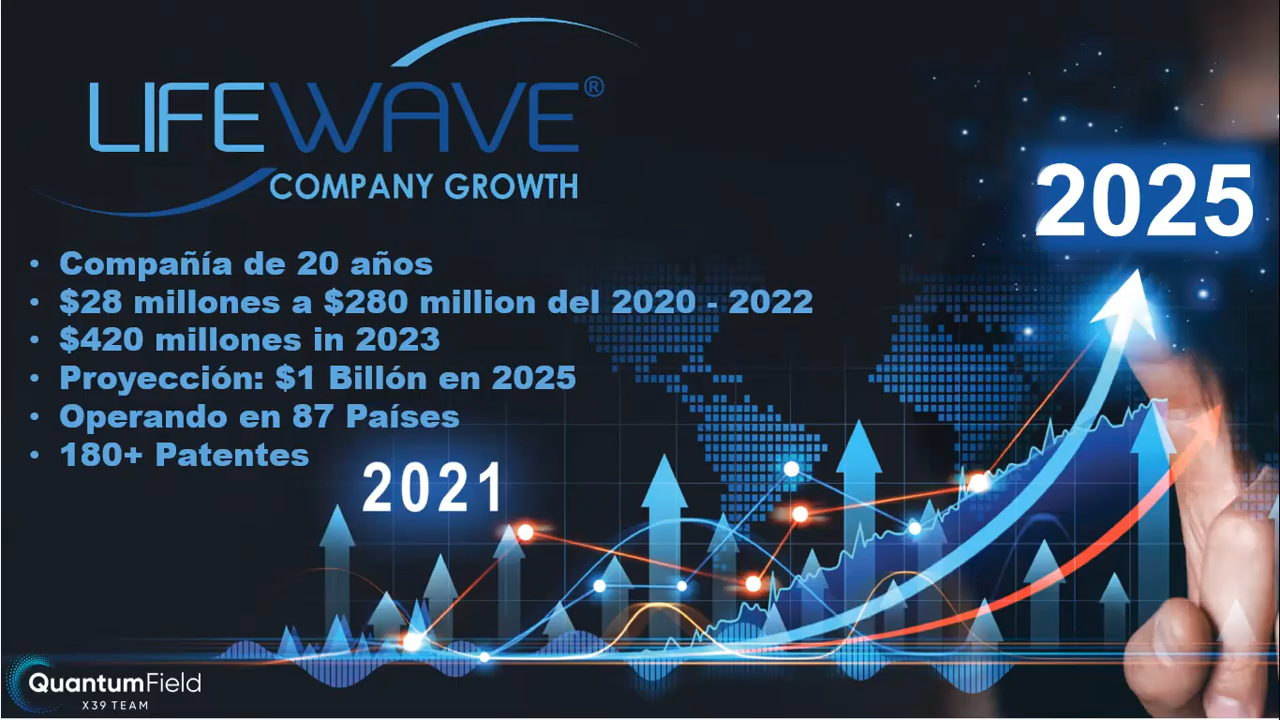 LIFEWAVE®
COMPANY GROWTH
2025
• Compañía de 20 años
• $28 millones a $280 million del 2020 - 2022
• $420 millones in 2023
• Proyección: $1 Billón en 2025
• Operando en 87 Países
• 180+ Patentes
2021
QuantumField
X39 TEAM